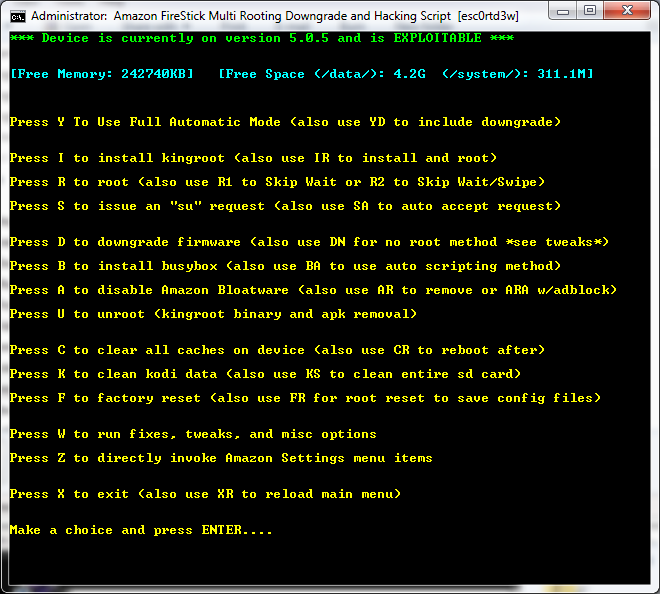 Administrator: Amazon FireStick Multi Rooting Downgrade and Hacking Script [esc0rtd3w]
*** Device is currently on version 5.0.5 and is EXPLOITABLE ***
[Free Memory: 242740KB] [Free Space (/data/): 4.2G (/system/): 311.1M]
Press Y To Use Full Automatic Mode (also use YD to include downgrade)
Press I to install kingroot (also use IR to install and root)
Press R to root (also use R1 to Skip Wait or R2 to Skip Wait/Swipe)
Press S to issue an "su" request (also use SA to auto accept request)
Press D to downgrade firmware (also use DN for no root method *see tweaks*)
Press B to install busybox (also use BA to use auto scripting method)
Press A to disable Amazon Bloatware (also use AR to remove or ARA w/adblock)
Press U to unroot (kingroot binary and apk removal)
Press C to clear all caches on device (also use CR to reboot after)
Press K to clean kodi data (also use KS to clean entire sd card)
Press F to factory reset (also use FR for root reset to save config files)
Press W to run fixes, tweaks, and misc options
Press Z to directly invoke Amazon Settings menu items
Press X to exit (also use XR to reload main menu)
Make a choice and press ENTER....